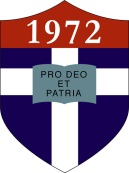 1972
PRO DEO
ET
PATRIA